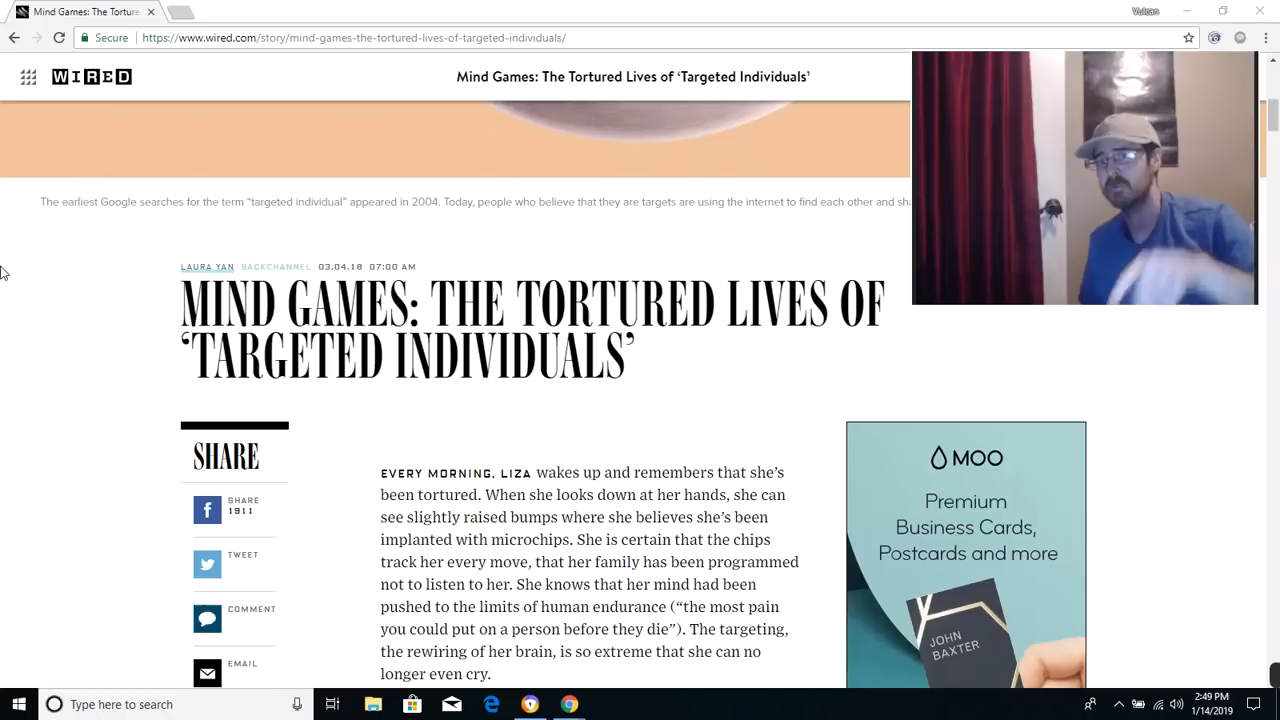 Mind Games: The Torture
Vulcan
Secure
https://www.wired.com/story/mind-games-the-tortured-lives-of-targeted-individuals/
WIRED
Mind Games: The Tortured Lives of ‘Targeted Individuals’
The earliest Google searches for the term “targeted individual” appeared in 2004. Today, people who believe that they are targets are using the internet to find each other and
LAURA YAN BACKCHANNEL 03.04.18 07:00 AM
MIND GAMES: THE TORTURED LIVES OF
‘TARGETED INDIVIDUALS’
SHARE
SHARE
1911
TWEET
COMMENT
EMAIL
EVERY MORNING, LIZA wakes up and remembers that she’s
been tortured. When she looks down at her hands, she can
see slightly raised bumps where she believes she’s been
implanted with microchips. She is certain that the chips
track her every move, that her family has been programmed
not to listen to her. She knows that her mind had been
pushed to the limits of human endurance (“the most pain
you could put on a person before they die”). The targeting,
the rewiring of her brain, is so extreme that she can no
longer even cry.
MOO
Premium
Business Cards,
Postcards and more
JOHN
BAXTER
Type here to search
2:49 PM
1/14/2019